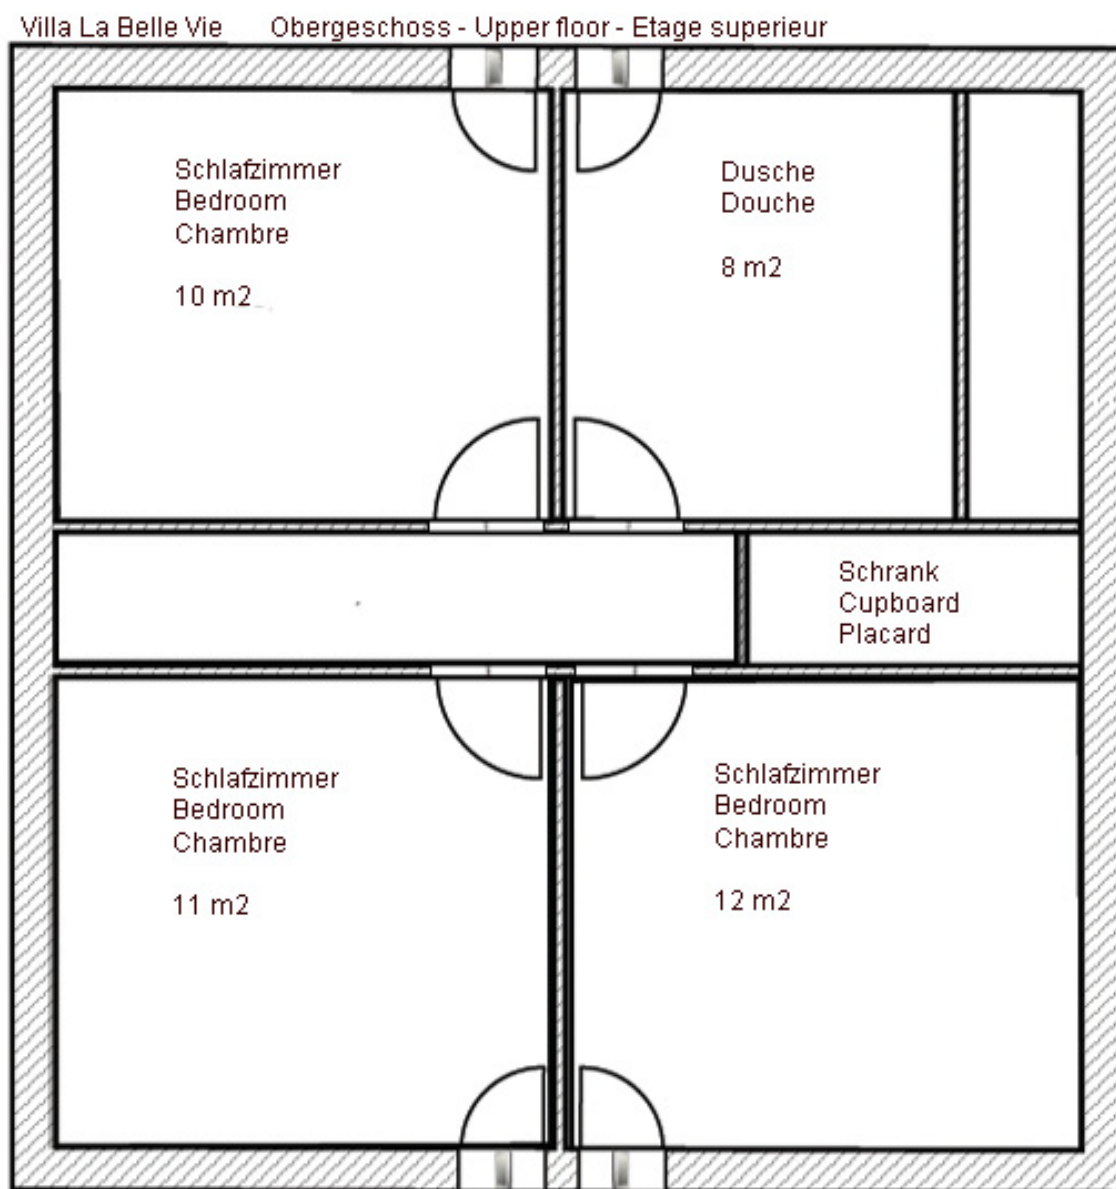 Villa La Belle Vie Obergeschoss - Upper floor - Etage superieur
Schlafzimmer
Bedroom
Chambre
10 m2
Dusche
Douche
8 m2
Schrank
Cupboard
Placard
Schlafzimmer
Bedroom
Chambre
11 m2
Schlafzimmer
Bedroom
Chambre
12 m2